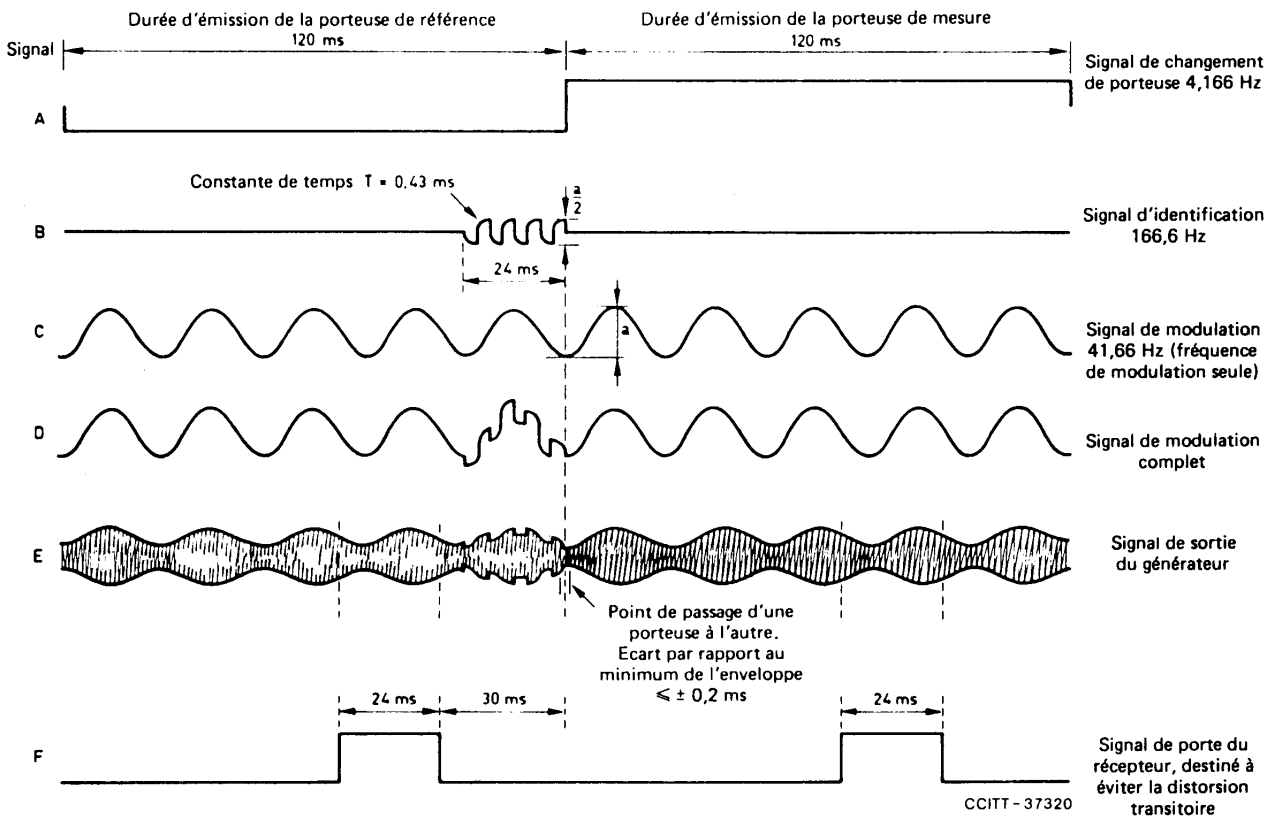 Durée d'émission de la porteuse de référence
120 ms
Durée d'émission de la porteuse de mesure
120 ms
Signal
Signal de changement
de porteuse 4,166 Hz
A
Constante de temps T = 0,43 ms
a
2
B
Signal d'identification
166,6 Hz
24 ms
C
a
Signal de modulation
41,66 Hz (fréquence
de modulation seule)
D
Signal de modulation
complet
E
Signal de sortie
du générateur
Point de passage d'une
porteuse à l'autre.
Ecart par rapport au
minimum de l'enveloppe
⩽ ± 0,2 ms
24 ms
30 ms
24 ms
F
Signal de porte du
récepteur, destiné à
éviter la distorsion
transitoire
CCITT-37320